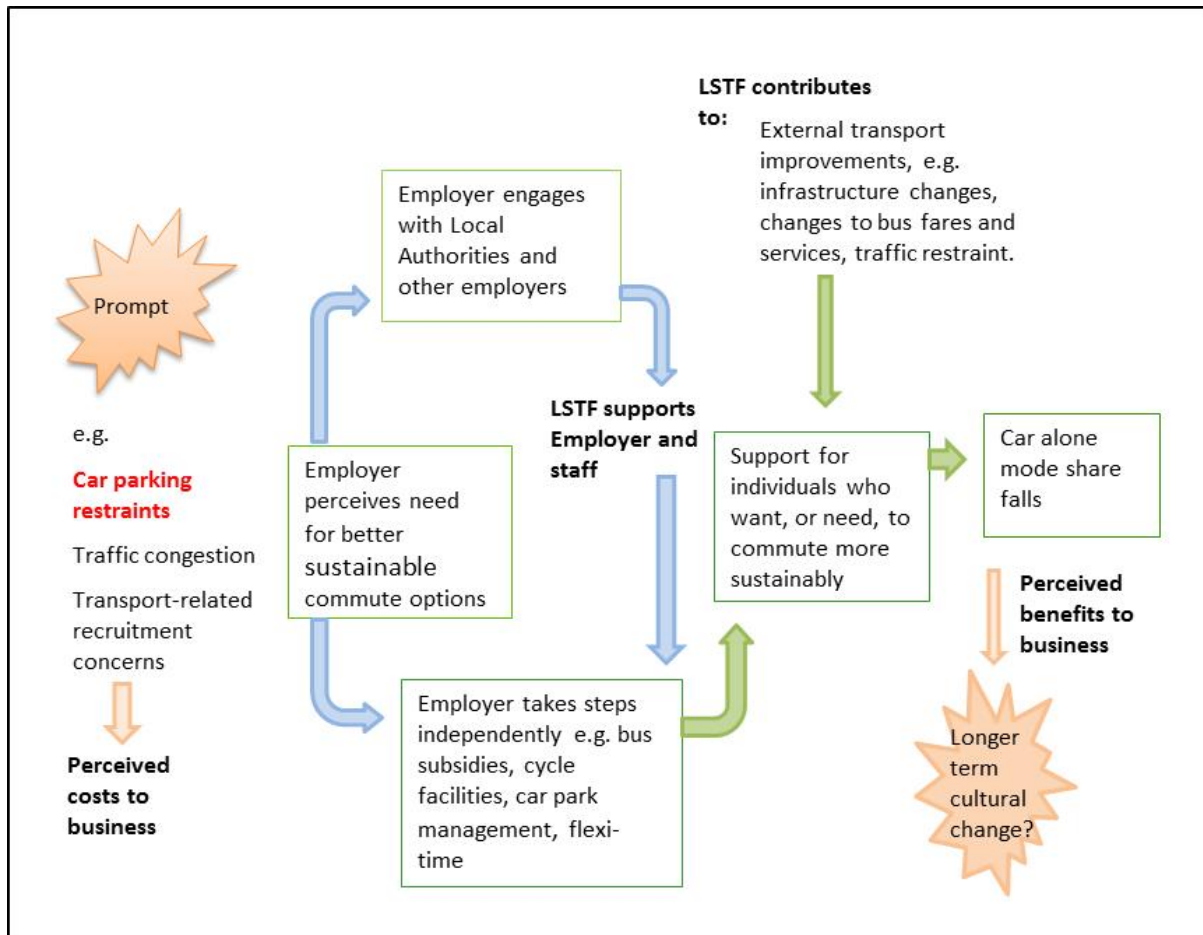 Prompt
e.g.
Car parking
restraints
Traffic congestion
Transport-related
recruitment
concerns
Perceived
costs to
business
Employer
perceives need
for better
sustainable
commute options
Employer engages
with Local
Authorities and
other employers
LSTF supports
Employer and
staff
Employer takes steps
independently e.g. bus
subsidies, cycle
facilities, car park
management, flexi-
time
LSTF contributes
to:
External transport
improvements, e.g.
infrastructure changes,
changes to bus fares and
services, traffic restraint.
Support for
individuals who
want, or need, to
commute more
sustainably
Car alone
mode share
falls
Perceived
benefits to
business
Longer
term
cultural
change?